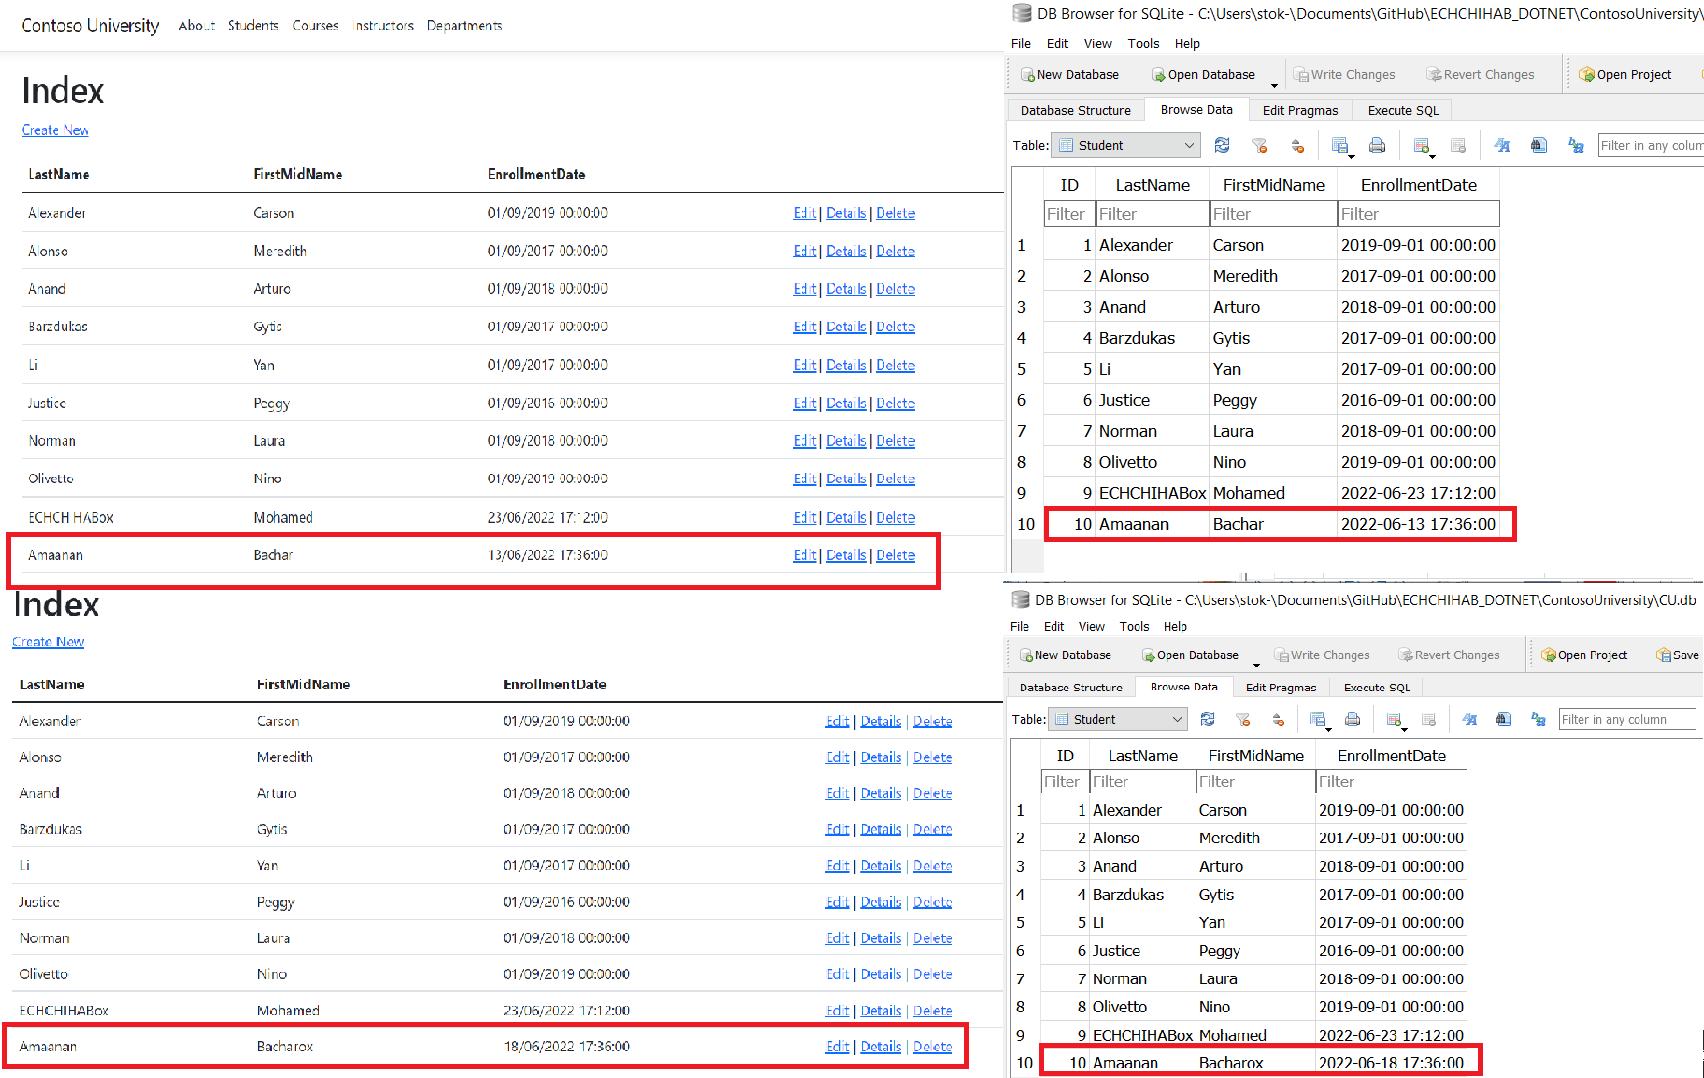 Contoso University About Students Courses Instructors Departments
Index
Create New
LastName FirstMidName EnrollmentDate
Alexander Carson 01/09/2019 00:00:00 Edit | Details | Delete
Alonso Meredith 01/09/2017 00:00:00 Edit | Details | Delete
Anand Arturo 01/09/2018 00:00:00 Edit | Details | Delete
Barzdukas Gytis 01/09/2017 00:00:00 Edit | Details | Delete
Li Yan 01/09/2017 00:00:00 Edit | Details | Delete
Justice Peggy 01/09/2016 00:00:00 Edit | Details | Delete
Norman Laura 01/09/2018 00:00:00 Edit | Details | Delete
Olivetto Nino 01/09/2019 00:00:00 Edit | Details | Delete
ECHCHIHABox Mohamed 23/06/2022 17:12:00 Edit | Details | Delete
Amaanan Bachar 13/06/2022 17:36:00 Edit | Details | Delete
DB Browser for SQLite - C:\Users\stok-\Documents\GitHub\ECHCHIHAB_DOTNET\ContosoUniversity\
File Edit View Tools Help
New Database Open Database Write Changes Revert Changes Open Project
Database Structure Browse Data Edit Pragmas Execute SQL
Table: Student Filter in any colum
ID LastName FirstMidName EnrollmentDate
Filter Filter Filter Filter
1 1 Alexander Carson 2019-09-01 00:00:00
2 2 Alonso Meredith 2017-09-01 00:00:00
3 3 Anand Arturo 2018-09-01 00:00:00
4 4 Barzdukas Gytis 2017-09-01 00:00:00
5 5 Li Yan 2017-09-01 00:00:00
6 6 Justice Peggy 2016-09-01 00:00:00
7 7 Norman Laura 2018-09-01 00:00:00
8 8 Olivetto Nino 2019-09-01 00:00:00
9 9 ECHCHIHABox Mohamed 2022-06-23 17:12:00
10 10 Amaanan Bachar 2022-06-13 17:36:00
Index
Create New
LastName FirstMidName EnrollmentDate
Alexander Carson 01/09/2019 00:00:00 Edit | Details | Delete
Alonso Meredith 01/09/2017 00:00:00 Edit | Details | Delete
Anand Arturo 01/09/2018 00:00:00 Edit | Details | Delete
Barzdukas Gytis 01/09/2017 00:00:00 Edit | Details | Delete
Li Yan 01/09/2017 00:00:00 Edit | Details | Delete
Justice Peggy 01/09/2016 00:00:00 Edit | Details | Delete
Norman Laura 01/09/2018 00:00:00 Edit | Details | Delete
Olivetto Nino 01/09/2019 00:00:00 Edit | Details | Delete
ECHCHIHABox Mohamed 23/06/2022 17:12:00 Edit | Details | Delete
Amaanan Bacharox 18/06/2022 17:36:00 Edit | Details | Delete
DB Browser for SQLite - C:\Users\stok-\Documents\GitHub\ECHCHIHAB_DOTNET\ContosoUniversity\CU.db
File Edit View Tools Help
New Database Open Database Write Changes Revert Changes Open Project Save
Database Structure Browse Data Edit Pragmas Execute SQL
Table: Student Filter in any column
ID LastName FirstMidName EnrollmentDate
Filter Filter Filter Filter
1 1 Alexander Carson 2019-09-01 00:00:00
2 2 Alonso Meredith 2017-09-01 00:00:00
3 3 Anand Arturo 2018-09-01 00:00:00
4 4 Barzdukas Gytis 2017-09-01 00:00:00
5 5 Li Yan 2017-09-01 00:00:00
6 6 Justice Peggy 2016-09-01 00:00:00
7 7 Norman Laura 2018-09-01 00:00:00
8 8 Olivetto Nino 2019-09-01 00:00:00
9 9 ECHCHIHABox Mohamed 2022-06-23 17:12:00
10 10 Amaanan Bacharox 2022-06-18 17:36:00